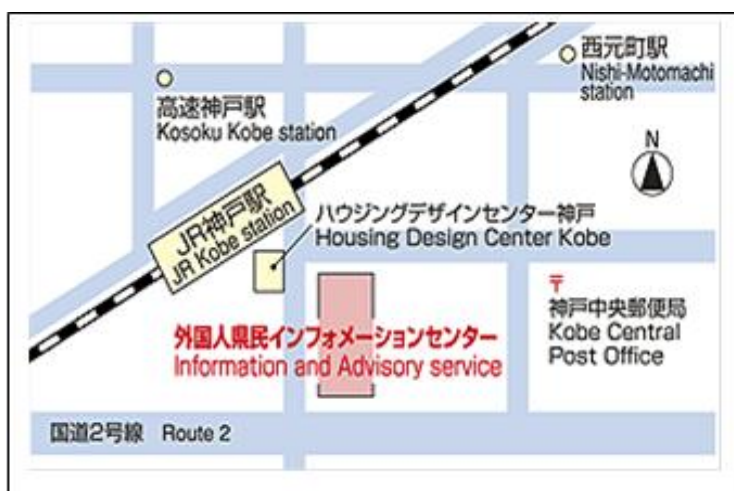 西元町駅
Nishi-Motomachi
station
高速神戸駅
Kosoku Kobe station
N
JR神戸駅
JR Kobe station
ハウジングデザインセンター神戸
Housing Design Center Kobe
〒
神戸中央郵便局
Kobe Central
Post Office
外国人県民インフォメーションセンター
Information and Advisory service
国道2号線 Route 2